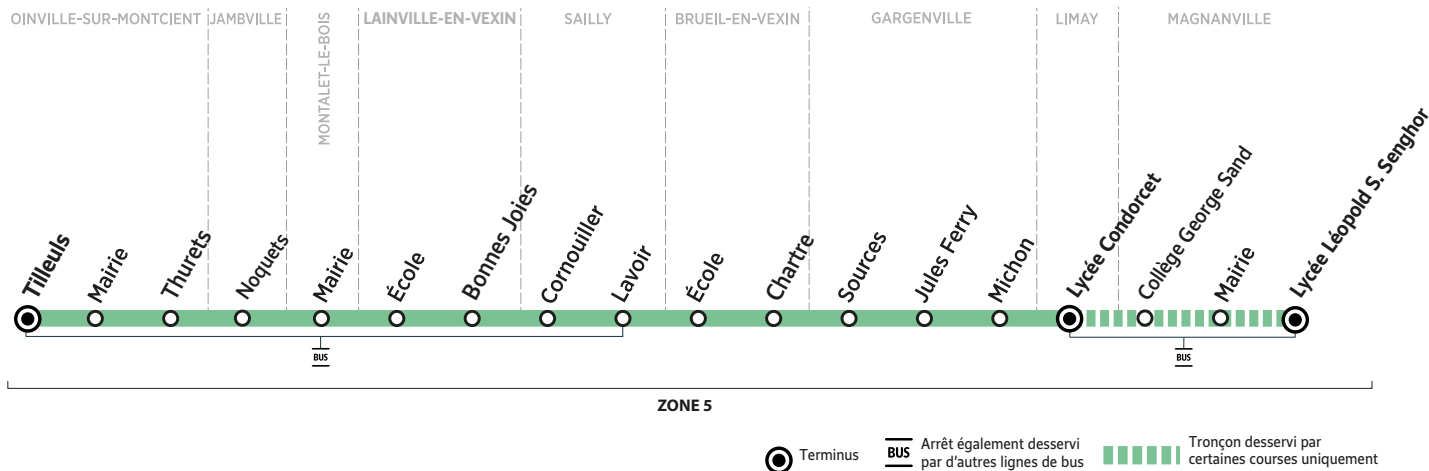 OINVILLE-SUR-MONTCIENT
JAMBVILLE
MONTALET-LE-BOIS
LAINVILLE-EN-VEXIN
SAILLY
BRUEIL-EN-VEXIN
GARGENVILLE
LIMAY
MAGNANVILLE
Tilleuls
Mairie
Thurets
Noquets
Mairie
École
Bonnes Joies
Cornouiller
Lavoir
École
Chartre
Sources
Jules Ferry
Michon
Lycée Condorcet
Collège George Sand
Mairie
Lycée Léopold S. Senghor
BUS
BUS
ZONE 5
Terminus
BUS
Arrêt également desservi
par d'autres lignes de bus
Tronçon desservi par
certaines courses uniquement